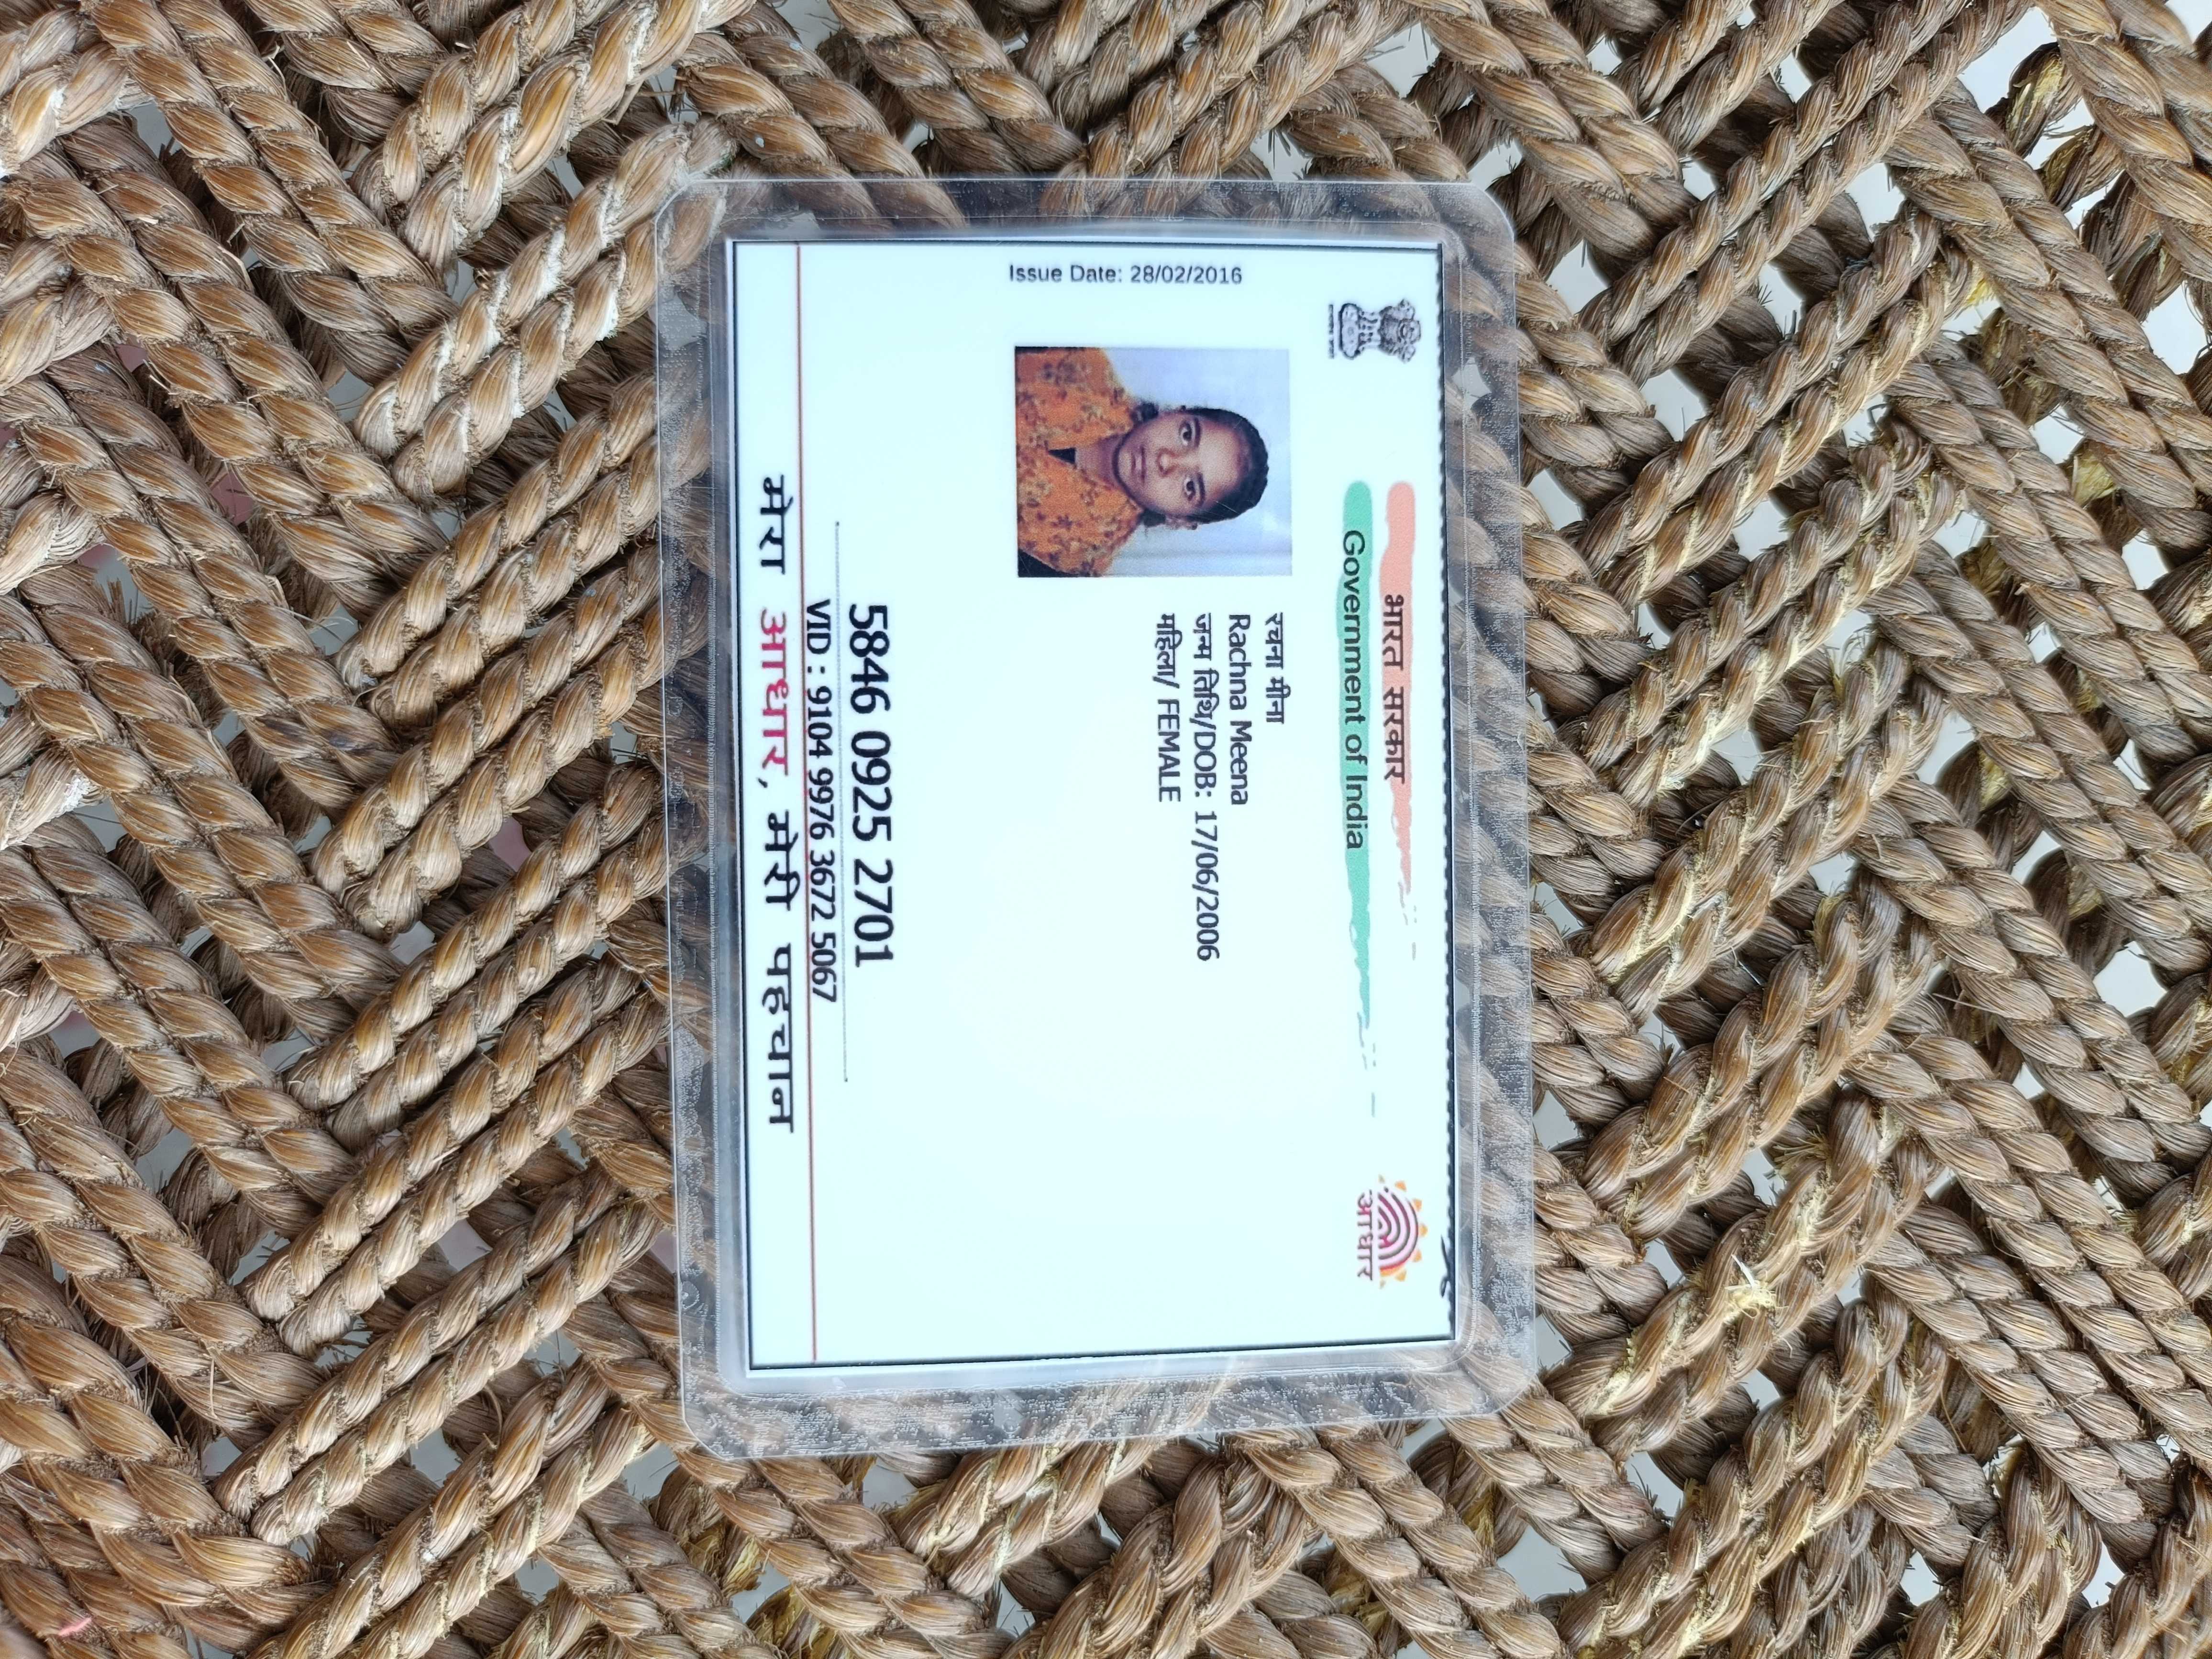 भारत सरकार
Government of India
Issue Date: 28/02/2016
रचना मीना
Rachna Meena
जन्म तिथि/DOB: 17/06/2006
महिला/ FEMALE
आधार
5846 0925 2701
VID : 9104 9976 3672 5067
मेरा आधार, मेरी पहचान